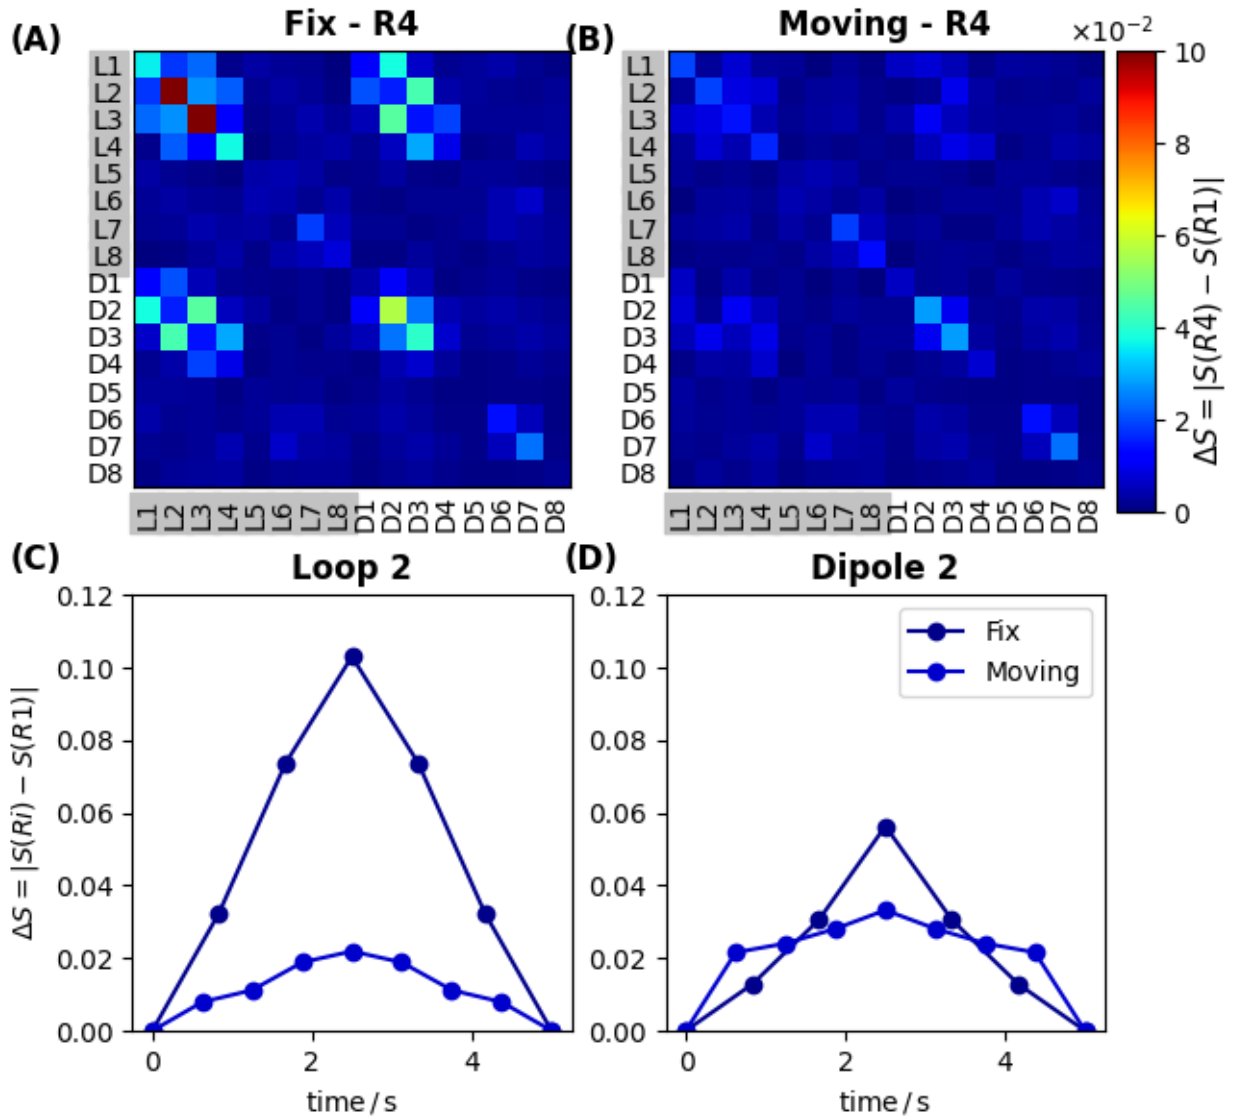 (A)
Fix - R4
(B)
Moving - R4
×10−2
L1
L2
L3
L4
L5
L6
L7
L8
D1
D2
D3
D4
D5
D6
D7
D8
L1
L2
L3
L4
L5
L6
L7
L8
D1
D2
D3
D4
D5
D6
D7
D8
10
8
6
4
2
0
ΔS = |S(R4) − S(R1)|
L1 L2 L3 L4 L5 L6 L7 L8 D1 D2 D3 D4 D5 D6 D7 D8
L1 L2 L3 L4 L5 L6 L7 L8 D1 D2 D3 D4 D5 D6 D7 D8
(C)
Loop 2
0.12
0.10
0.08
0.06
0.04
0.02
0.00
ΔS = |S(Ri) − S(R1)|
0 2 4
time / s
(D)
Dipole 2
0.12
0.10
0.08
0.06
0.04
0.02
0.00
Fix
Moving
0 2 4
time / s